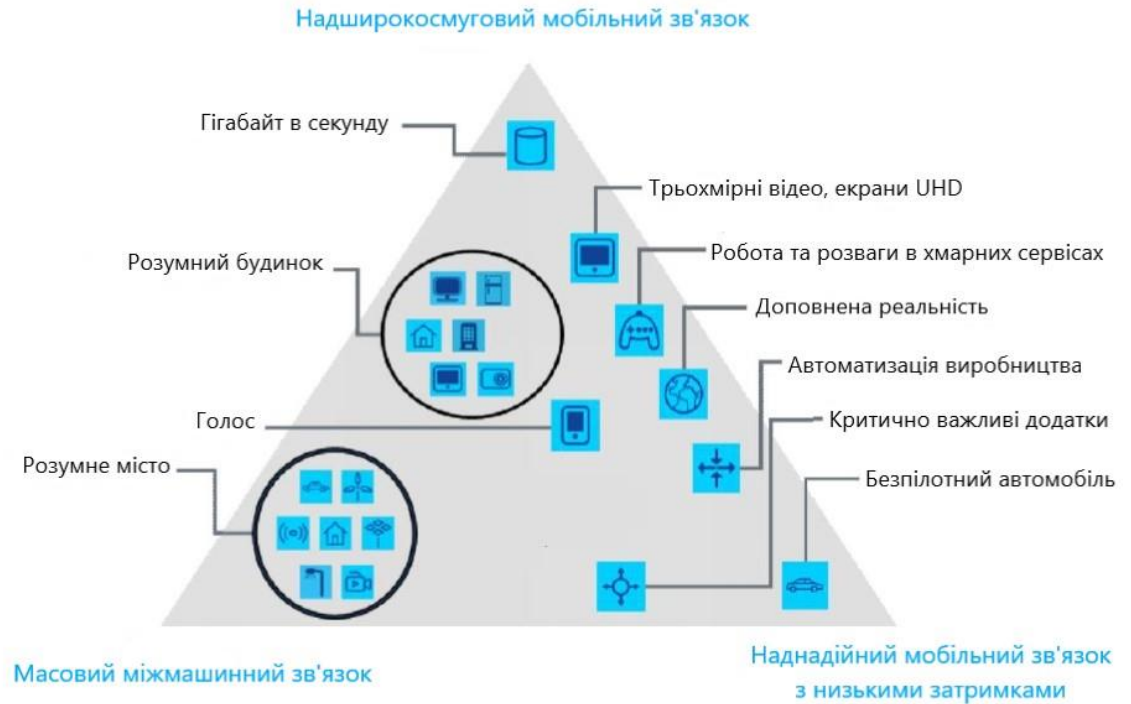 Надширокосмуговий мобільний зв'язок
Гігабайт в секунду
Трьохмірні відео, екрани UHD
Розумний будинок
Робота та розваги в хмарних сервісах
Доповнена реальність
Автоматизація виробництва
Голос
Критично важливі додатки
Розумне місто
Безпілотний автомобіль
Масовий міжмашинний зв'язок
Наднадійний мобільний зв'язок
з низькими затримками